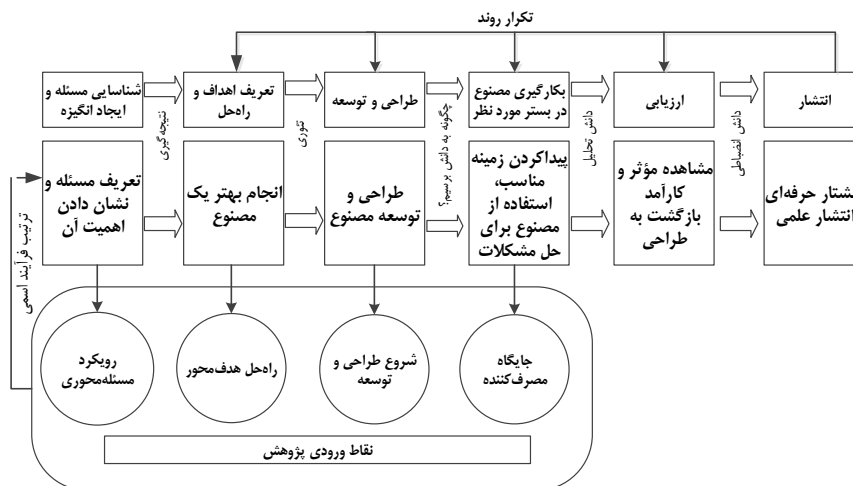 تکرار روند
شناسایی مسئله و
ایجاد انگیزه
نتیجه‌گیری
تعریف اهداف و
راه‌حل
تئوری
طراحی و توسعه
چگونه به دانش برسیم؟
بکارگیری مصنوع
در بستر مورد نظر
دانش تحلیل
ارزیابی
دانش انضباطی
انتشار
ترتیب فرآیند اسمی
تعریف مسئله و
نشان دادن
اهمیت آن
انجام بهتر یک
مصنوع
طراحی و
توسعه مصنوع
پیداکردن زمینه
مناسب،
استفاده از
مصنوع برای
حل مشکلات
مشاهده مؤثر و
کارآمد
بازگشت به
طراحی
شتار حرفه‌ای
انتشار علمی
رویکرد
مسئله‌محوری
راه‌حل هدف‌محور
شروع طراحی و
توسعه
جایگاه
مصرف‌کننده
نقاط ورودی پژوهش